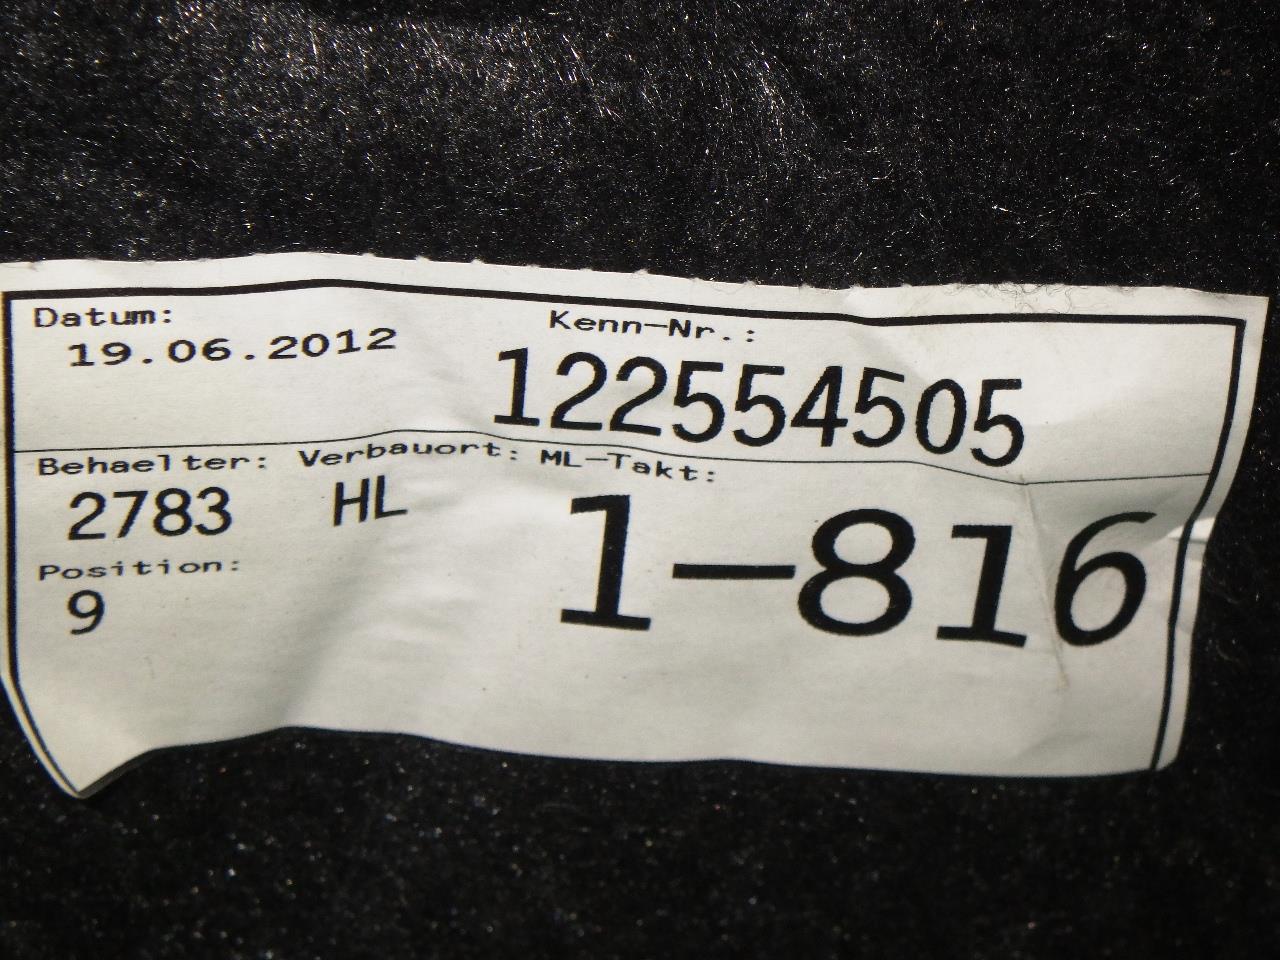 Datum: Kenn-Nr.:
19.06.2012 122554505
Behaelter: Verbauort: ML-Takt:
2783 HL 1-816
Position:
9